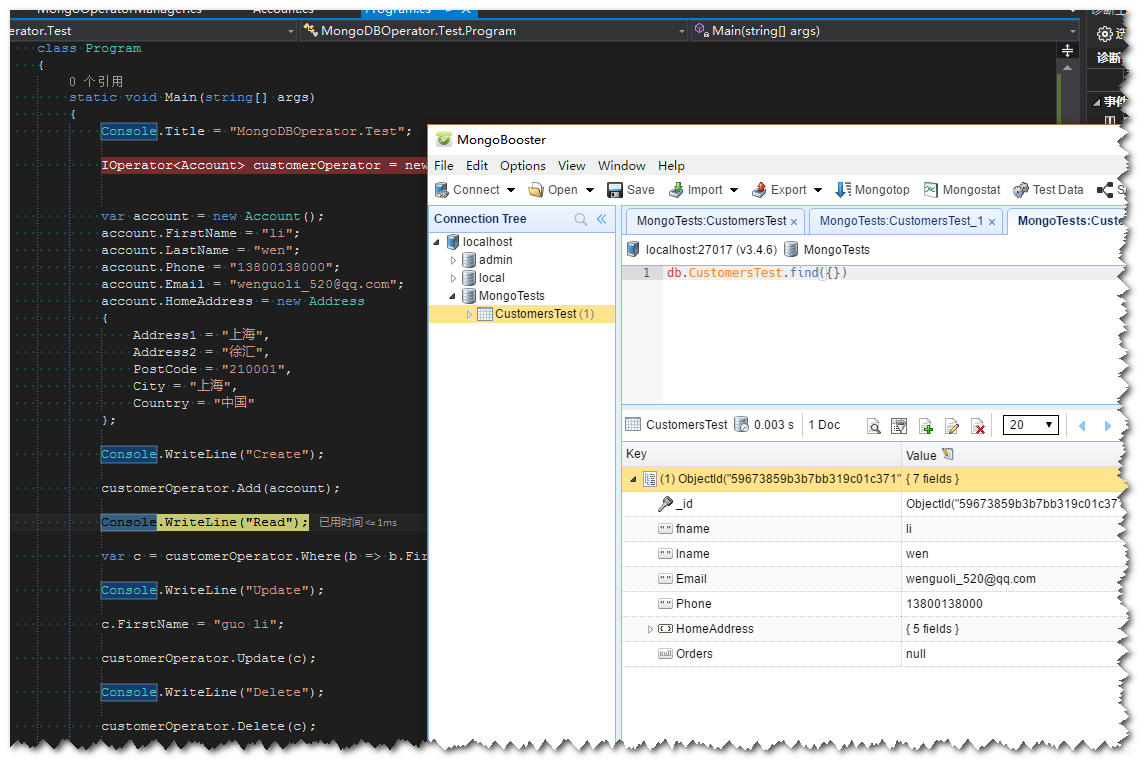 MongoOperatorManager.cs Account.cs Program.cs
erator.Test
MongoDBOperator.Test.Program
Main(string[] args)
诊断
class Program
{
0 个引用
static void Main(string[] args)
{
Console.Title = "MongoDBOperator.Test";
IOperator<Account> customerOperator = new
var account = new Account();
account.FirstName = "li";
account.LastName = "wen";
account.Phone = "13800138000";
account.Email = "wenguoli_520@qq.com";
account.HomeAddress = new Address
{
Address1 = "上海",
Address2 = "徐汇",
PostCode = "210001",
City = "上海",
Country = "中国"
};
Console.WriteLine("Create");
customerOperator.Add(account);
Console.WriteLine("Read"); 已用时间<=1ms
var c = customerOperator.Where(b => b.Fir
Console.WriteLine("Update");
c.FirstName = "guo li";
customerOperator.Update(c);
Console.WriteLine("Delete");
customerOperator.Delete(c);
诊断
事件
MongoBooster
File Edit Options View Window Help
Connect Open Save Import Export Mongotop Mongostat Test Data S
Connection Tree
localhost
admin
local
MongoTests
CustomersTest (1)
MongoTests:CustomersTest × MongoTests:CustomersTest_1 × MongoTests:Custo
localhost:27017 (v3.4.6) MongoTests
1 db.CustomersTest.find({})
CustomersTest 0.003 s 1 Doc 20
Key Value
(1) ObjectId("59673859b3b7bb319c01c371" { 7 fields }
_id ObjectId("59673859b3b7bb319c01c37
fname li
lname wen
Email wenguoli_520@qq.com
Phone 13800138000
HomeAddress { 5 fields }
Orders null